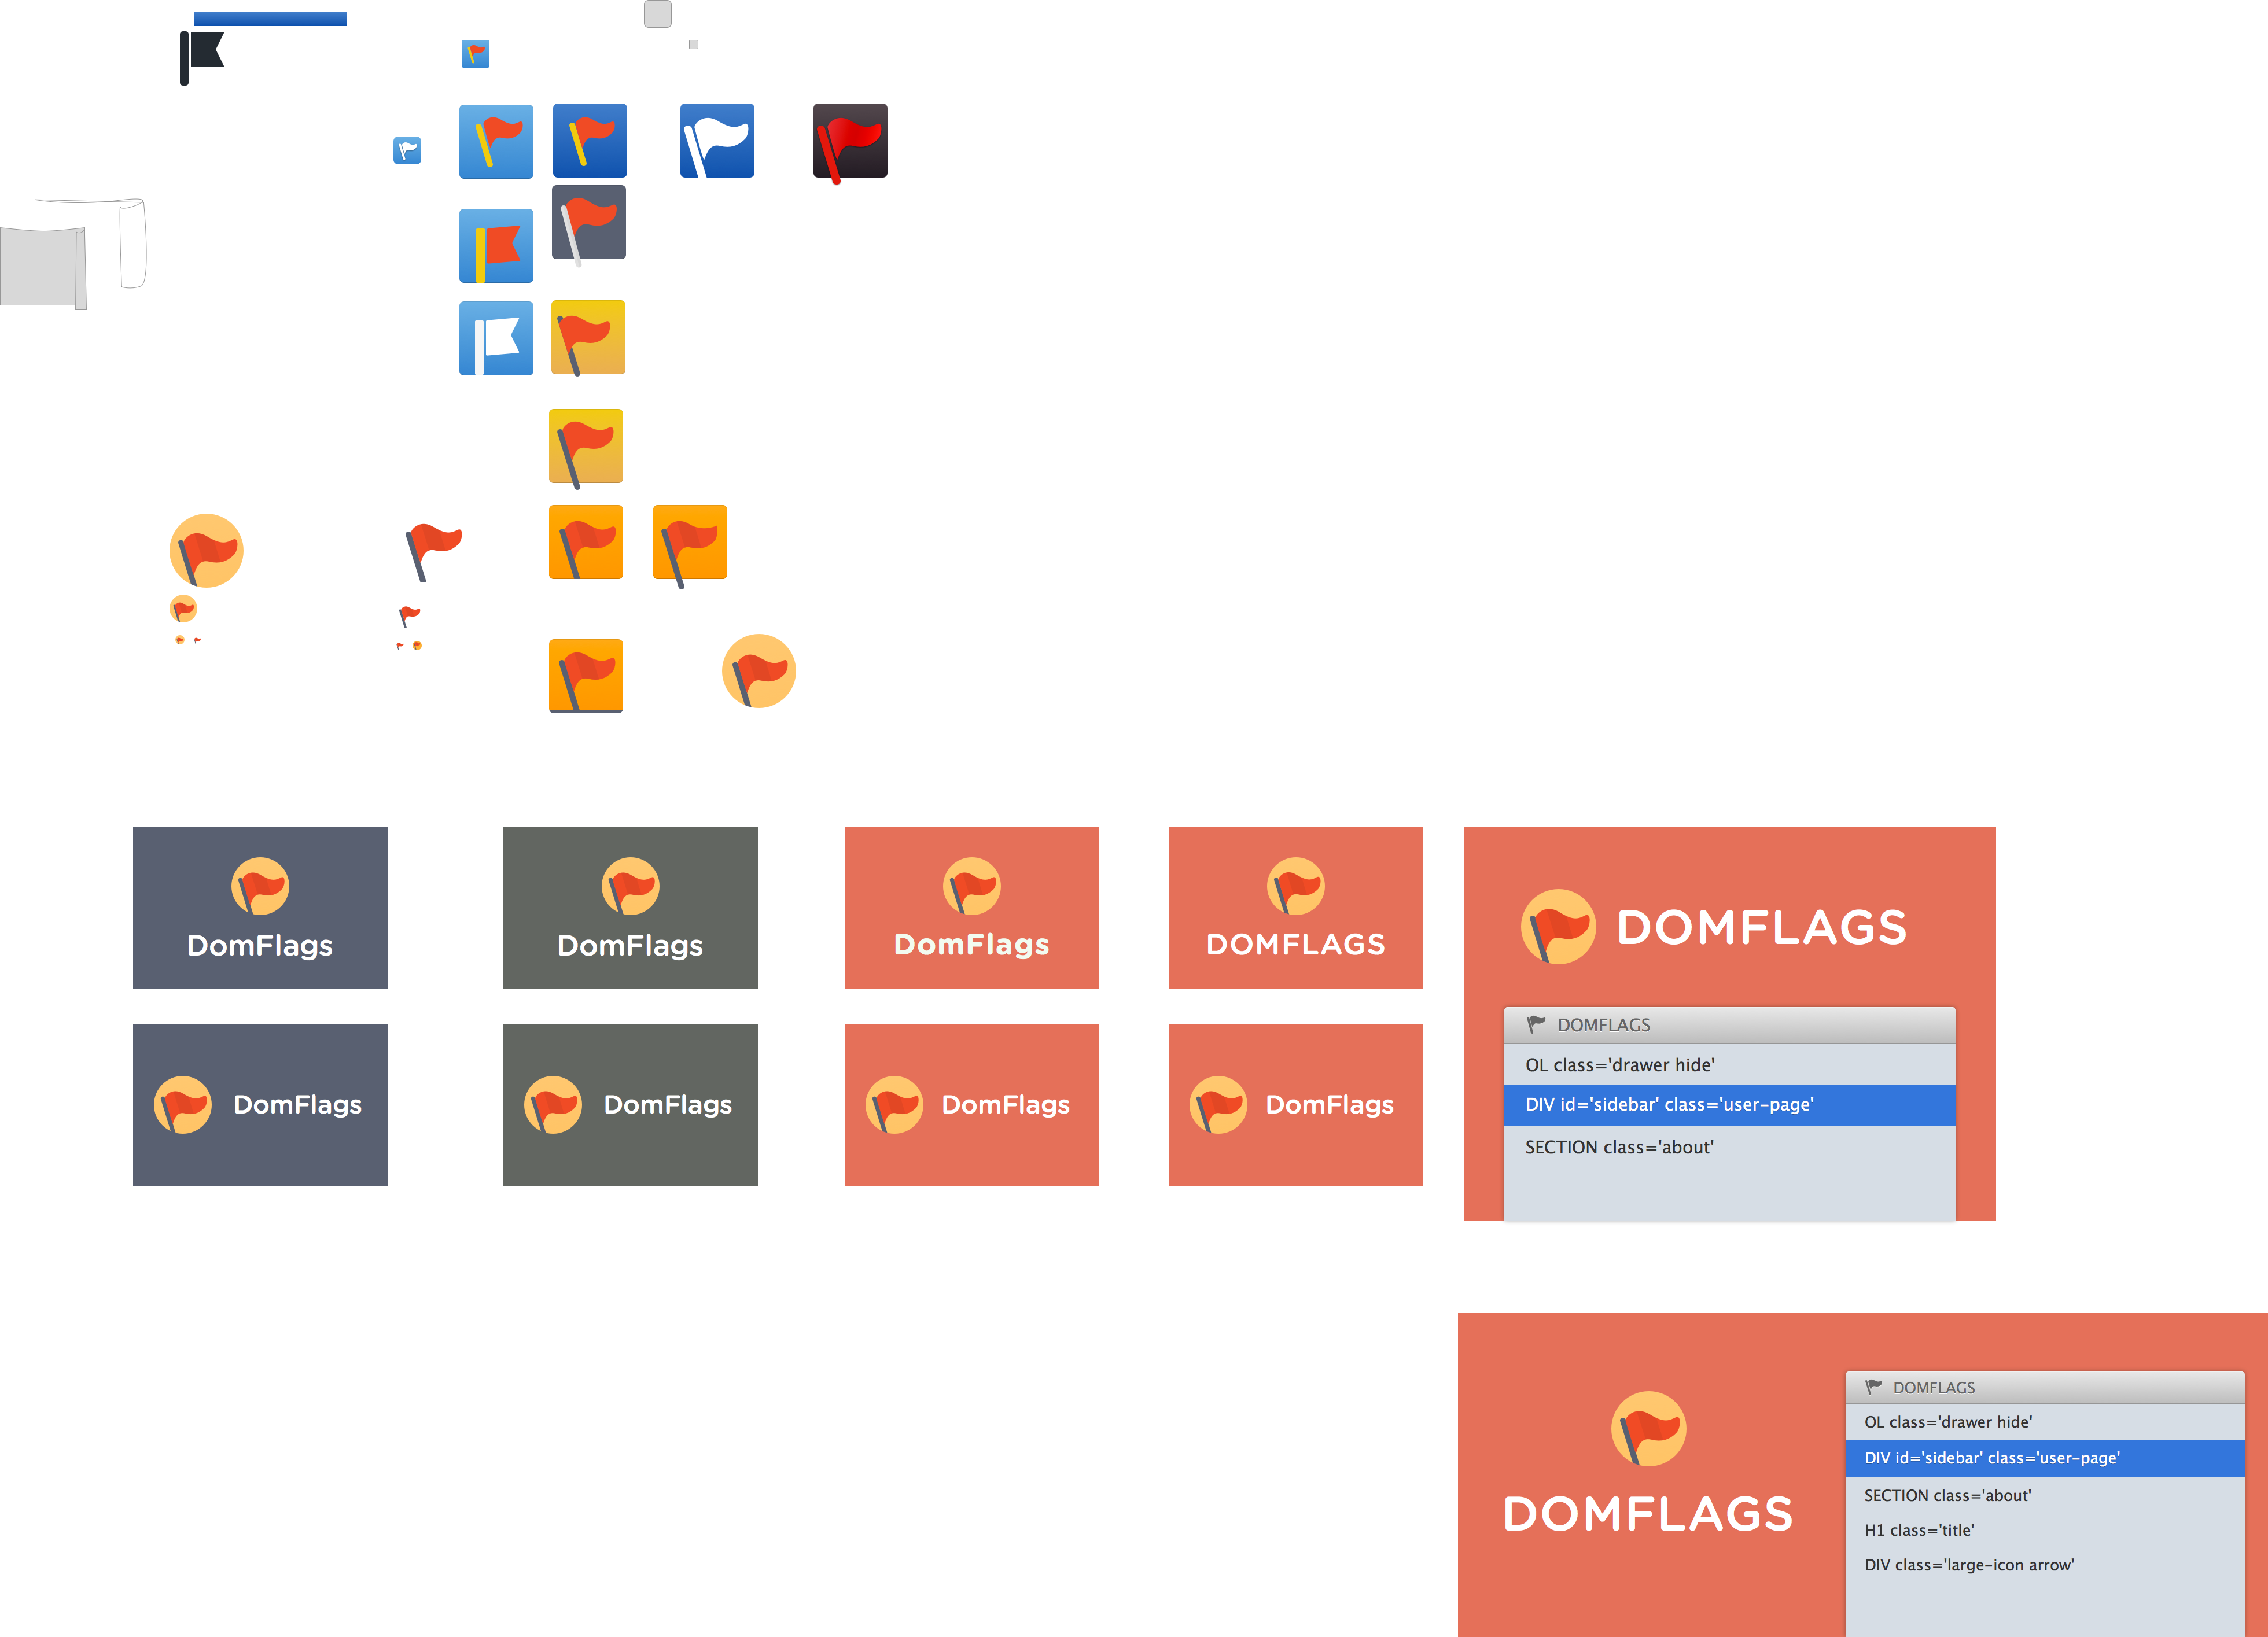 DomFlags
DomFlags
DomFlags
DOMFLAGS
DOMFLAGS
DOMFLAGS
OL class='drawer hide'
DIV id='sidebar' class='user-page'
SECTION class='about'
DomFlags
DomFlags
DomFlags
DomFlags
DOMFLAGS
DOMFLAGS
OL class='drawer hide'
DIV id='sidebar' class='user-page'
SECTION class='about'
H1 class='title'
DIV class='large-icon arrow'